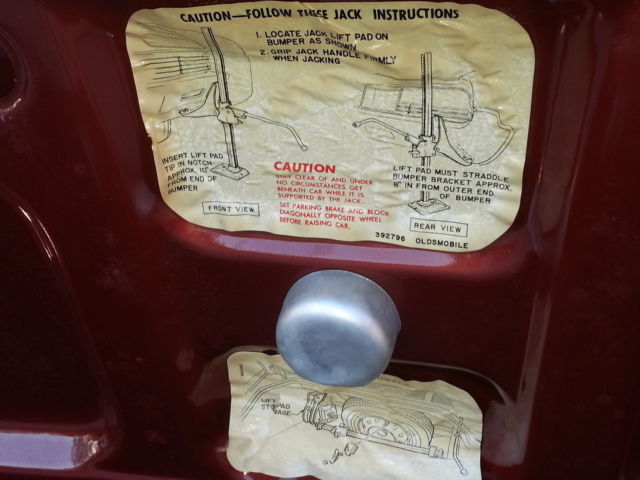 CAUTION—FOLLOW THESE JACK INSTRUCTIONS
1. LOCATE JACK LIFT PAD ON
BUMPER AS SHOWN
2. GRIP JACK HANDLE FIRMLY
WHEN JACKING
INSERT LIFT PAD
TIP IN NOTCH
APPROX. 10"
FROM END OF
BUMPER
FRONT VIEW
CAUTION
STAY CLEAR OF AND UNDER
NO CIRCUMSTANCES GET
BENEATH CAR WHILE IT IS
SUPPORTED BY THE JACK.
SET PARKING BRAKE AND BLOCK
DIAGONALLY OPPOSITE WHEEL
BEFORE RAISING CAR.
LIFT PAD MUST STRADDLE
BUMPER BRACKET APPROX.
8" IN FROM OUTER END
OF BUMPER
REAR VIEW
392796 OLDSMOBILE
LIFT PAD